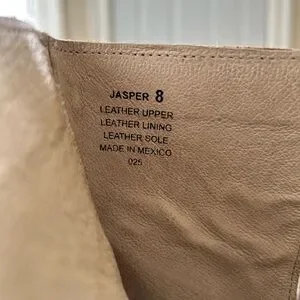 JASPER 8
LEATHER UPPER
LEATHER LINING
LEATHER SOLE
MADE IN MEXICO
025